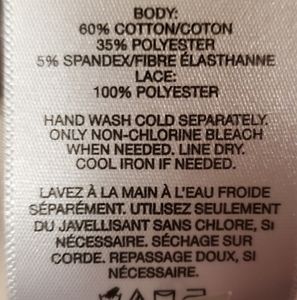 BODY:
60% COTTON/COTON
35% POLYESTER
5% SPANDEX/FIBRE ÉLASTHANNE
LACE:
100% POLYESTER
HAND WASH COLD SEPARATELY.
ONLY NON-CHLORINE BLEACH
WHEN NEEDED. LINE DRY.
COOL IRON IF NEEDED.
LAVEZ À LA MAIN À L'EAU FROIDE
SÉPARÉMENT. UTILISEZ SEULEMENT
DU JAVELLISANT SANS CHLORE, SI
NÉCESSAIRE. SÉCHAGE SUR
CORDE. REPASSAGE DOUX, SI
NÉCESSAIRE.